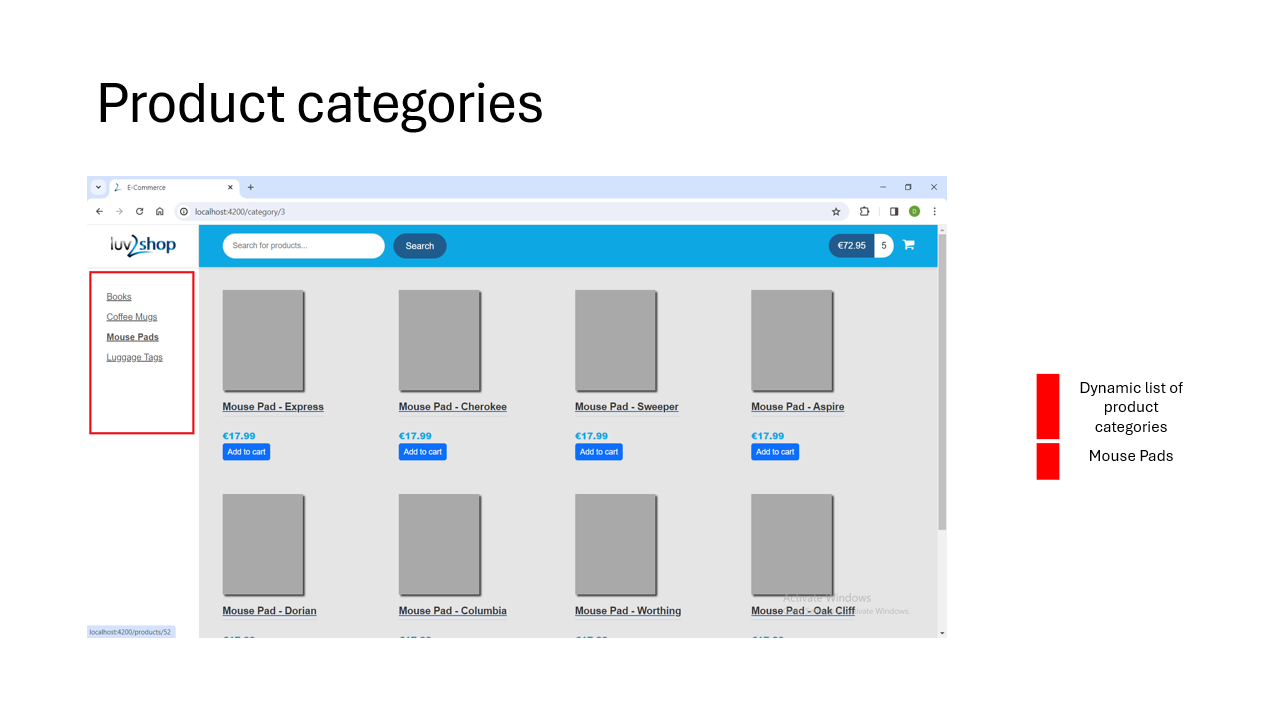 Product categories
E-Commerce
localhost:4200/category/3
luv2shop
Search for products...
Search
€72.95
5
Books
Coffee Mugs
Mouse Pads
Luggage Tags
Mouse Pad - Express
Mouse Pad - Cherokee
Mouse Pad - Sweeper
Mouse Pad - Aspire
€17.99
€17.99
€17.99
€17.99
Add to cart
Add to cart
Add to cart
Add to cart
Mouse Pad - Dorian
Mouse Pad - Columbia
Mouse Pad - Worthing
Mouse Pad - Oak Cliff
Activate Windows
localhost:4200/products/52
Dynamic list of
product
categories
Mouse Pads